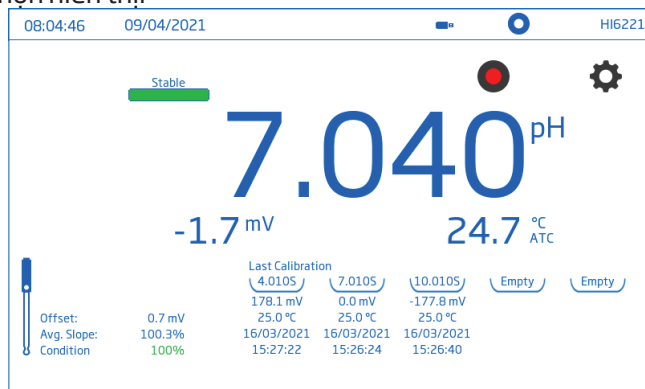 08:04:46 09/04/2021 HI6221
Stable
7.040 pH
-1.7 mV 24.7 °C
ATC
Last Calibration
4.010S 7.010S 10.010S Empty Empty
178.1 mV 0.0 mV -177.8 mV
Offset: 0.7 mV 25.0 °C 25.0 °C 25.0 °C
Avg. Slope: 100.3% 16/03/2021 16/03/2021 16/03/2021
Condition 100% 15:27:22 15:26:24 15:26:40